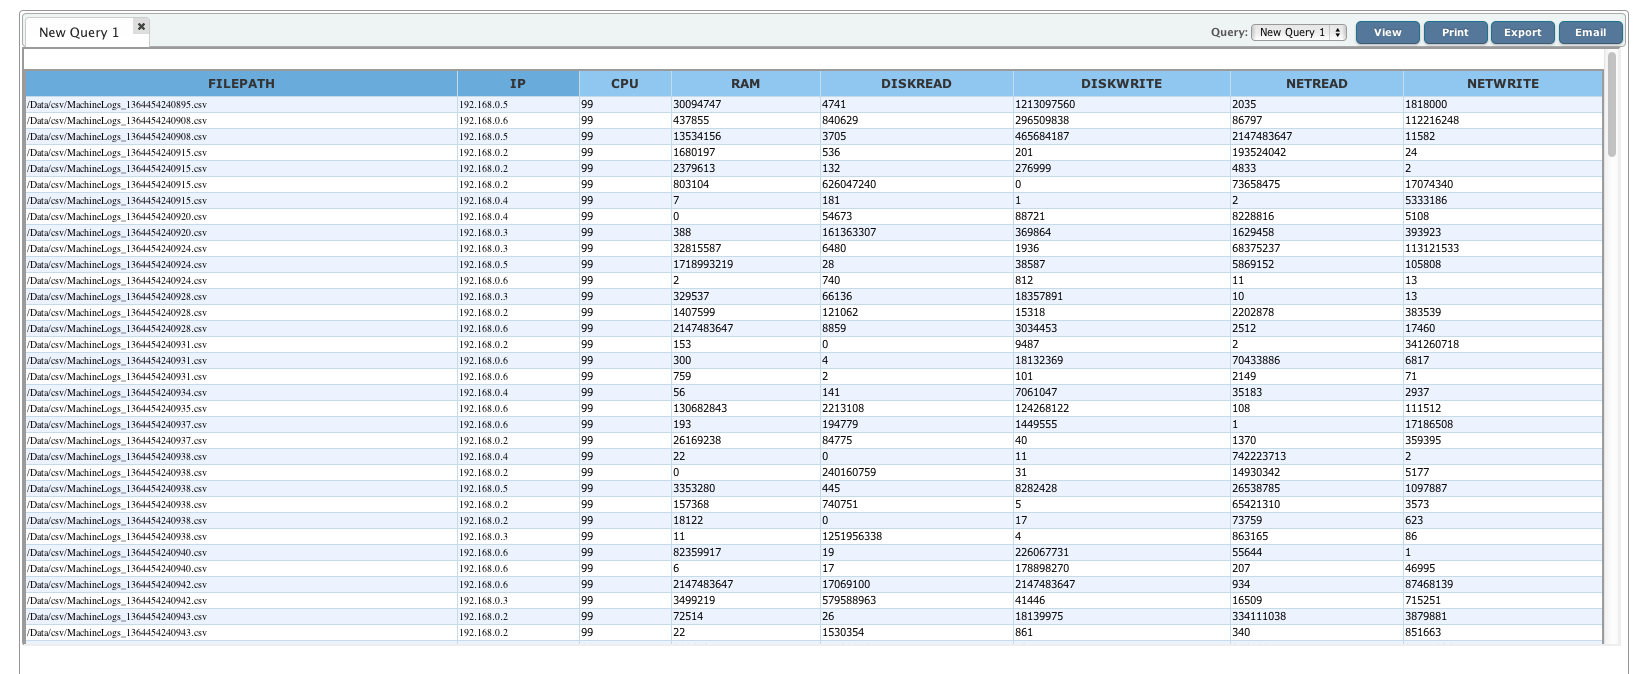 New Query 1 ✖
Query: New Query 1 View Print Export Email
FILEPATH IP CPU RAM DISKREAD DISKWRITE NETREAD NETWRITE
/Data/csv/MachineLogs_1364454240895.csv 192.168.0.5 99 30094747 4741 1213097560 2035 1818000
/Data/csv/MachineLogs_1364454240908.csv 192.168.0.6 99 437855 840629 296509838 86797 112216248
/Data/csv/MachineLogs_1364454240908.csv 192.168.0.5 99 13534156 3705 465684187 2147483647 11582
/Data/csv/MachineLogs_1364454240915.csv 192.168.0.2 99 1680197 536 201 193524042 24
/Data/csv/MachineLogs_1364454240915.csv 192.168.0.2 99 2379613 132 276999 4833 2
/Data/csv/MachineLogs_1364454240915.csv 192.168.0.2 99 803104 626047240 0 73658475 17074340
/Data/csv/MachineLogs_1364454240915.csv 192.168.0.4 99 7 181 1 2 5333186
/Data/csv/MachineLogs_1364454240920.csv 192.168.0.4 99 0 54673 88721 8228816 5108
/Data/csv/MachineLogs_1364454240920.csv 192.168.0.3 99 388 161363307 369864 1629458 393923
/Data/csv/MachineLogs_1364454240924.csv 192.168.0.3 99 32815587 6480 1936 68375237 113121533
/Data/csv/MachineLogs_1364454240924.csv 192.168.0.5 99 1718993219 28 38587 5869152 105808
/Data/csv/MachineLogs_1364454240924.csv 192.168.0.6 99 2 740 812 11 13
/Data/csv/MachineLogs_1364454240928.csv 192.168.0.3 99 329537 66136 18357891 10 13
/Data/csv/MachineLogs_1364454240928.csv 192.168.0.2 99 1407599 121062 15318 2202878 383539
/Data/csv/MachineLogs_1364454240928.csv 192.168.0.6 99 2147483647 8859 3034453 2512 17460
/Data/csv/MachineLogs_1364454240931.csv 192.168.0.2 99 153 0 9487 2 341260718
/Data/csv/MachineLogs_1364454240931.csv 192.168.0.6 99 300 4 18132369 70433886 6817
/Data/csv/MachineLogs_1364454240931.csv 192.168.0.6 99 759 2 101 2149 71
/Data/csv/MachineLogs_1364454240934.csv 192.168.0.4 99 56 141 7061047 35183 2937
/Data/csv/MachineLogs_1364454240935.csv 192.168.0.6 99 130682843 2213108 124268122 108 111512
/Data/csv/MachineLogs_1364454240937.csv 192.168.0.6 99 193 194779 1449555 1 17186508
/Data/csv/MachineLogs_1364454240937.csv 192.168.0.2 99 26169238 84775 40 1370 359395
/Data/csv/MachineLogs_1364454240938.csv 192.168.0.4 99 22 0 11 742223713 2
/Data/csv/MachineLogs_1364454240938.csv 192.168.0.2 99 0 240160759 31 14930342 5177
/Data/csv/MachineLogs_1364454240938.csv 192.168.0.5 99 3353280 445 8282428 26538785 1097887
/Data/csv/MachineLogs_1364454240938.csv 192.168.0.2 99 157368 740751 5 65421310 3573
/Data/csv/MachineLogs_1364454240938.csv 192.168.0.2 99 18122 0 17 73759 623
/Data/csv/MachineLogs_1364454240938.csv 192.168.0.3 99 11 1251956338 4 863165 86
/Data/csv/MachineLogs_1364454240940.csv 192.168.0.6 99 82359917 19 226067731 55644 1
/Data/csv/MachineLogs_1364454240940.csv 192.168.0.6 99 6 17 178898270 207 46995
/Data/csv/MachineLogs_1364454240942.csv 192.168.0.6 99 2147483647 17069100 2147483647 934 87468139
/Data/csv/MachineLogs_1364454240942.csv 192.168.0.3 99 3499219 579588963 41446 16509 715251
/Data/csv/MachineLogs_1364454240943.csv 192.168.0.2 99 72514 26 18139975 334111038 3879881
/Data/csv/MachineLogs_1364454240943.csv 192.168.0.2 99 22 1530354 861 340 851663